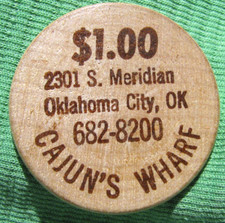 $1.00
2301 S. Meridian
Oklahoma City, OK
682-8200
CAJUN'S WHARF